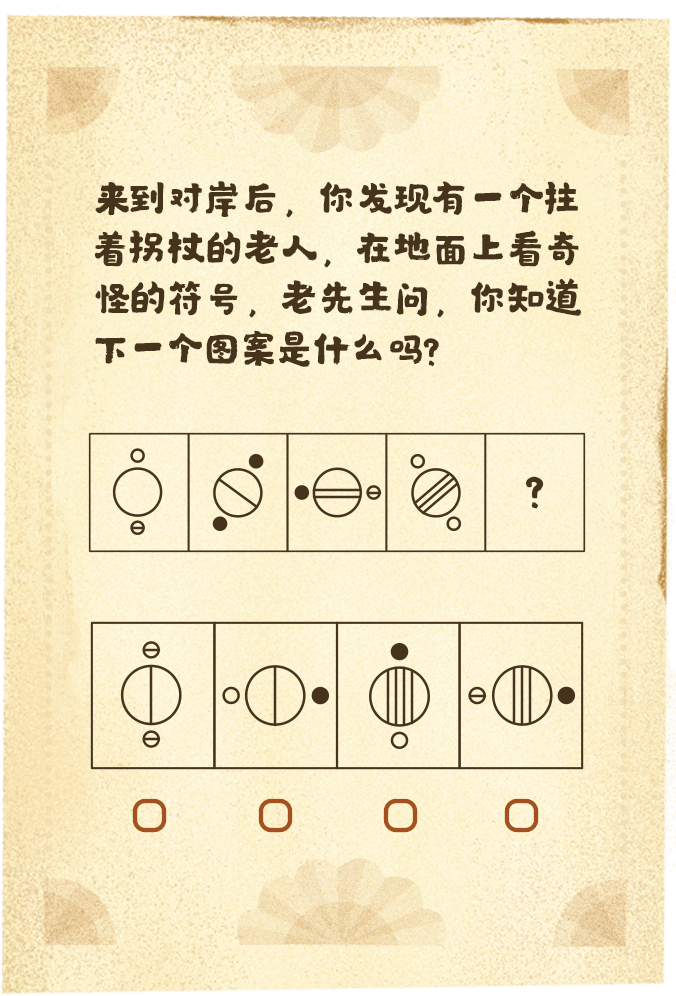 来到对岸后，你发现有一个拄
着拐杖的老人，在地面上看奇
怪的符号，老先生问，你知道
下一个图案是什么吗？
?